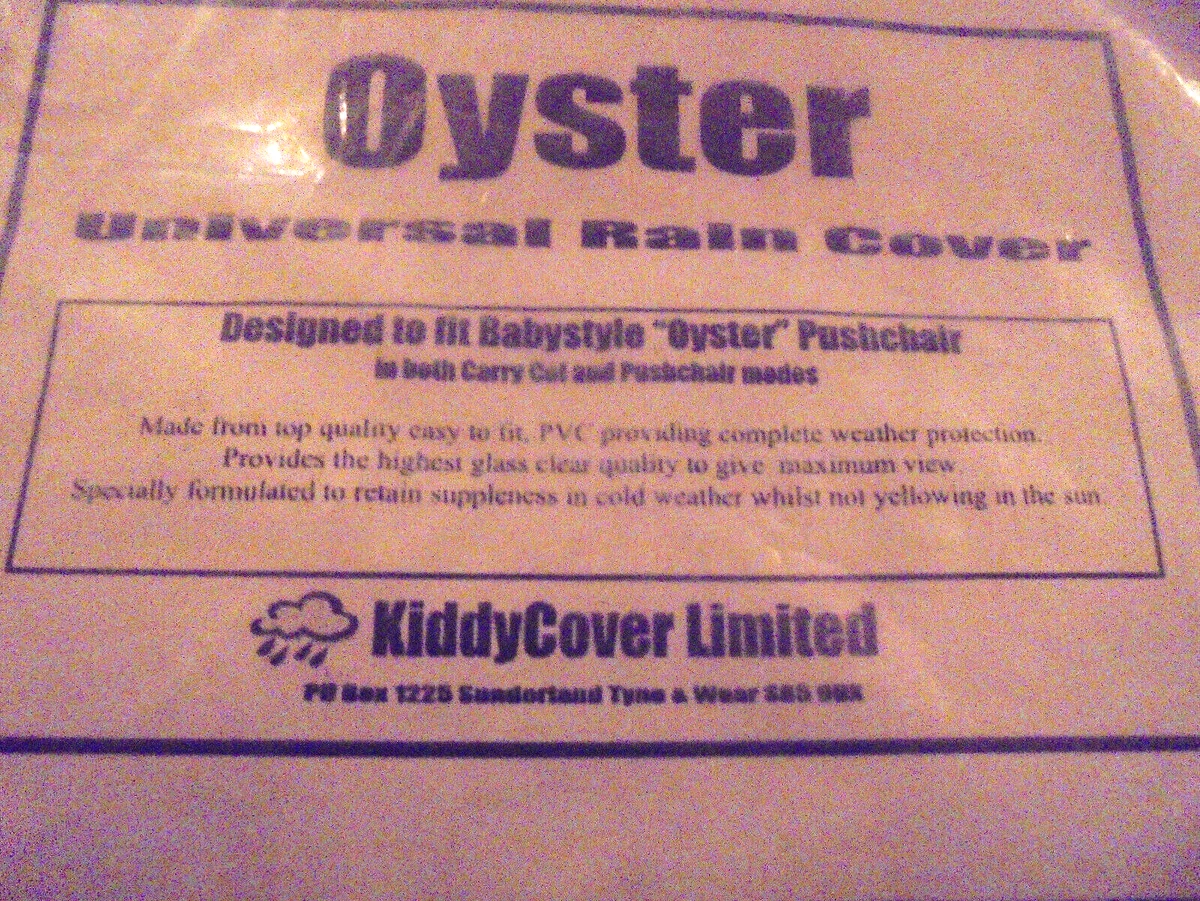 Oyster
Universal Rain Cover
Designed to fit Babystyle "Oyster" Pushchair
in both Carry Cot and Pushchair modes
Made from top quality easy to fit, PVC providing complete weather protection.
Provides the highest glass clear quality to give maximum view.
Specially formulated to retain suppleness in cold weather whilst not yellowing in the sun
KiddyCover Limited
PO Box 1225 Sunderland Tyne & Wear